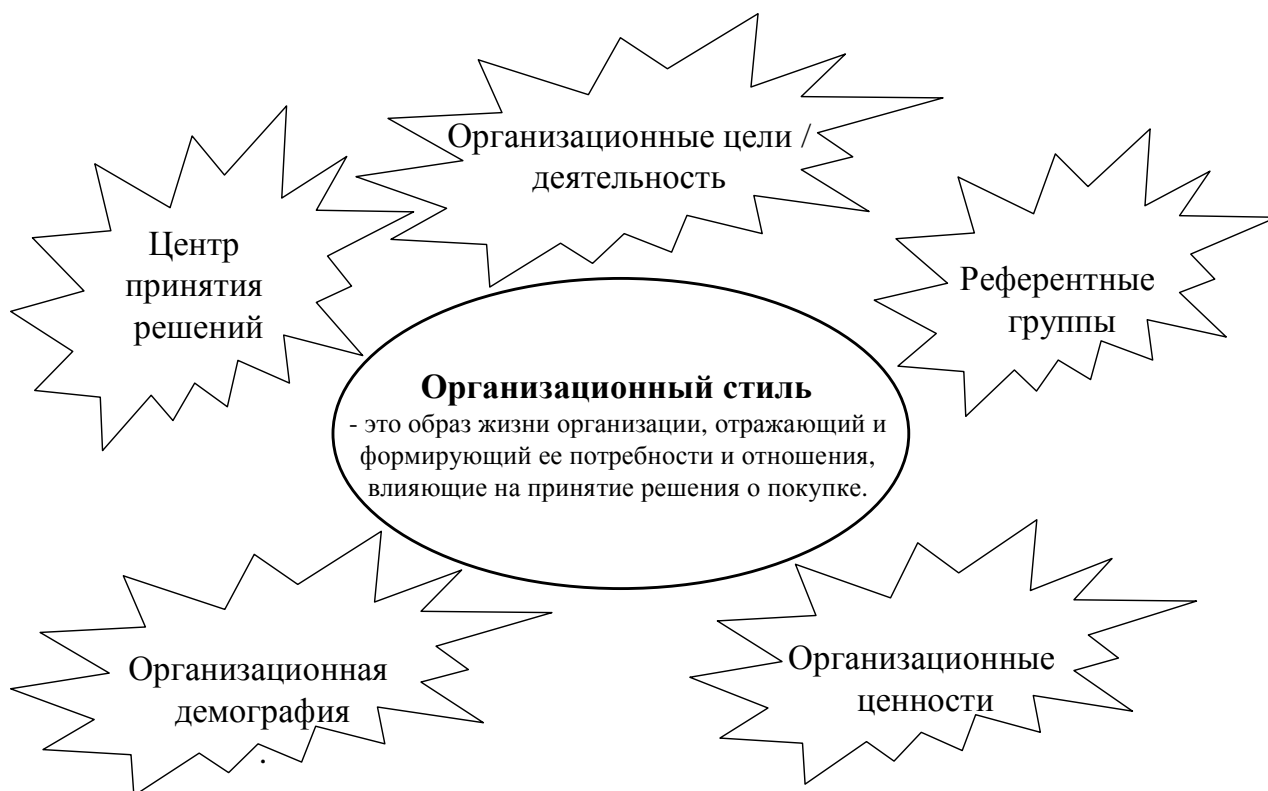 Организационные цели /
деятельность
Центр
принятия
решений
Референтные
группы
Организационный стиль
- это образ жизни организации, отражающий и
формирующий ее потребности и отношения,
влияющие на принятие решения о покупке.
Организационная
демография
.
Организационные
ценности